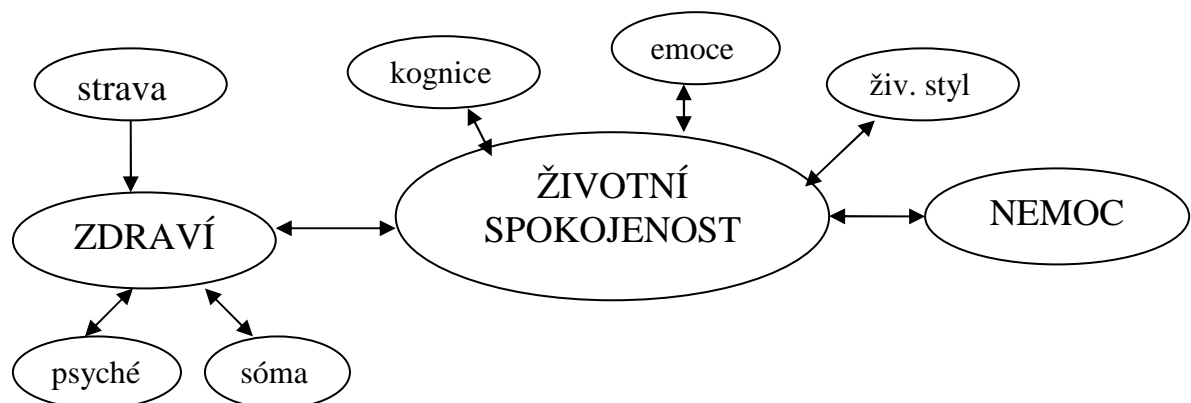 emoce
kognice
živ. styl
strava
ŽIVOTNÍ
SPOKOJENOST
NEMOC
ZDRAVÍ
psyché
sóma